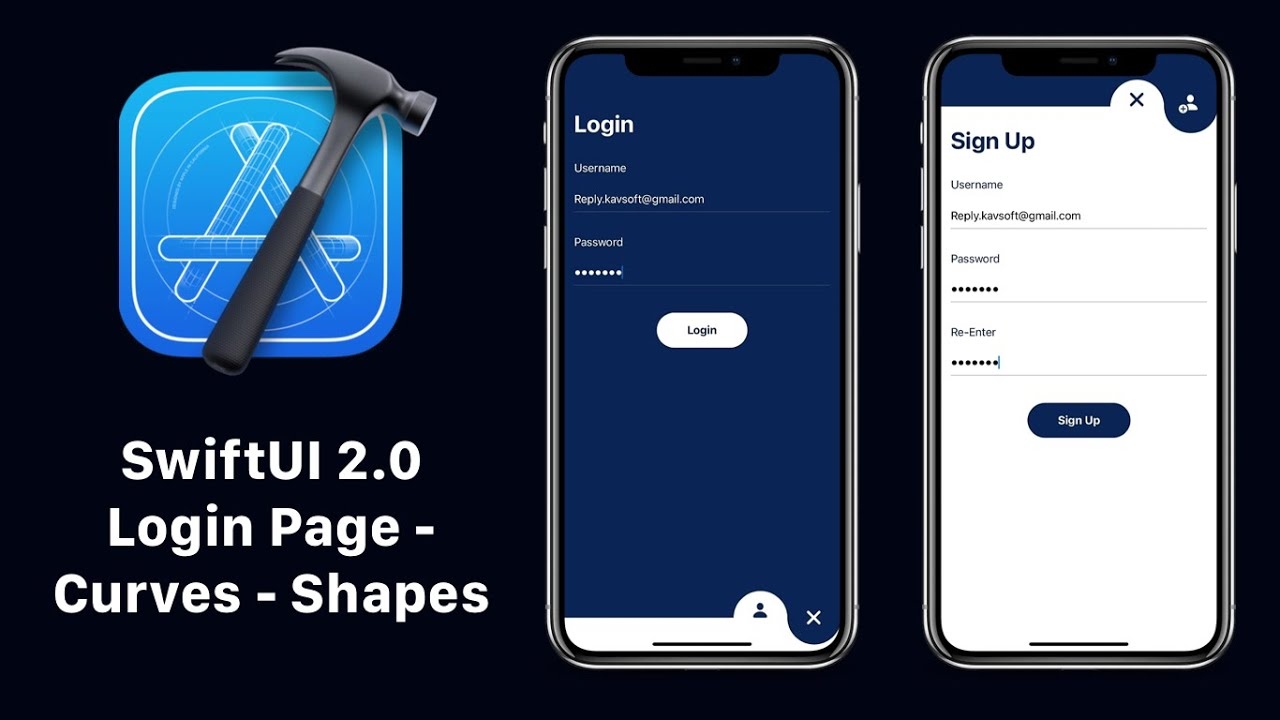 SwiftUI 2.0
Login Page -
Curves - Shapes
Login
Username
Reply.kavsoft@gmail.com
Password
•••••••
Login
Sign Up
Username
Reply.kavsoft@gmail.com
Password
•••••••
Re-Enter
•••••••
Sign Up